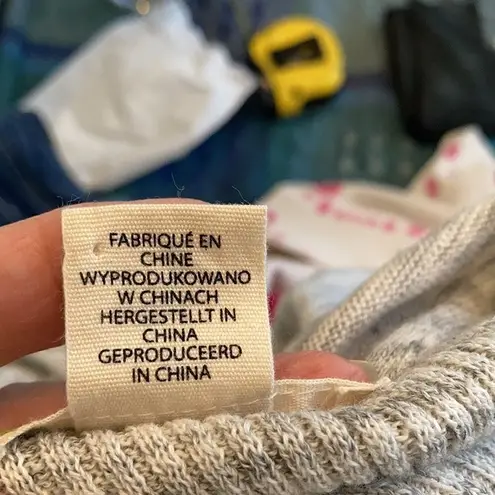 FABRIQUÉ EN
CHINE
WYPRODUKOWANO
W CHINACH
HERGESTELLT IN
CHINA
GEPRODUCEERD
IN CHINA